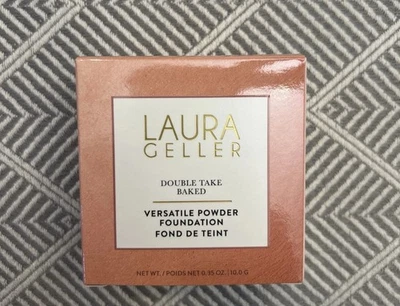 LAURA
GELLER
DOUBLE TAKE
BAKED
VERSATILE POWDER
FOUNDATION
FOND DE TEINT
NET WT. / POIDS NET 0.35 OZ. | 10.0 G